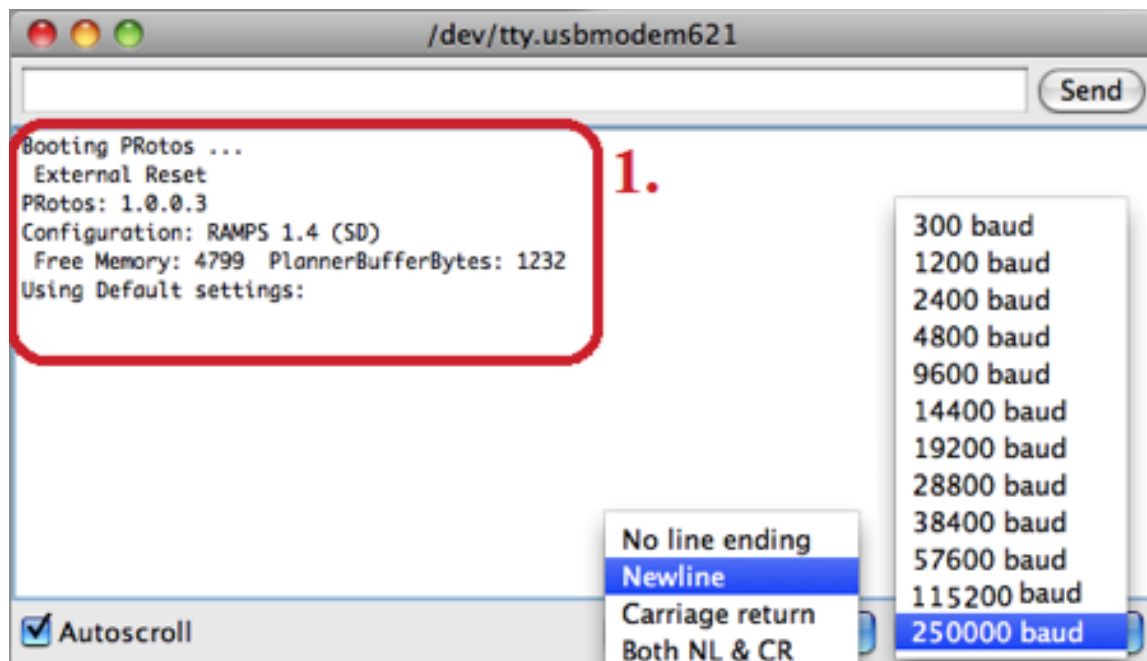 /dev/tty.usbmodem621
Send
Booting PRotos ...
External Reset
PRotos: 1.0.0.3
Configuration: RAMPS 1.4 (SD)
Free Memory: 4799 PlannerBufferBytes: 1232
Using Default settings:
1.
300 baud
1200 baud
2400 baud
4800 baud
9600 baud
14400 baud
19200 baud
28800 baud
38400 baud
57600 baud
115200 baud
250000 baud
No line ending
Newline
Carriage return
Both NL & CR
Autoscroll